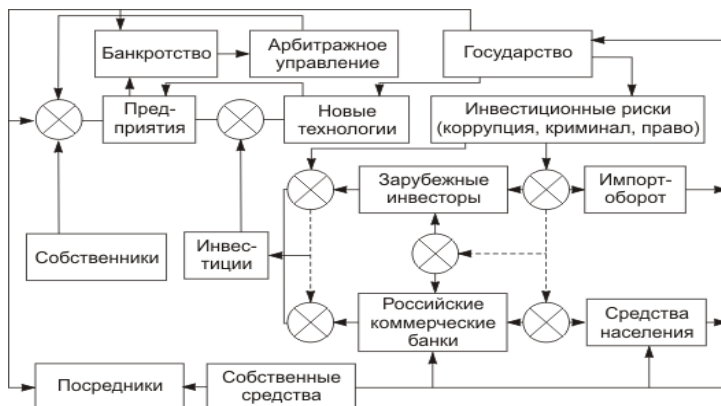 Банкротство
Арбитражное
управление
Государство
Пред-
приятия
Новые
технологии
Инвестиционные риски
(коррупция, криминал, право)
Зарубежные
инвесторы
Импорт-
оборот
Собственники
Инвес-
тиции
Российские
коммерческие
банки
Средства
населения
Посредники
Собственные
средства